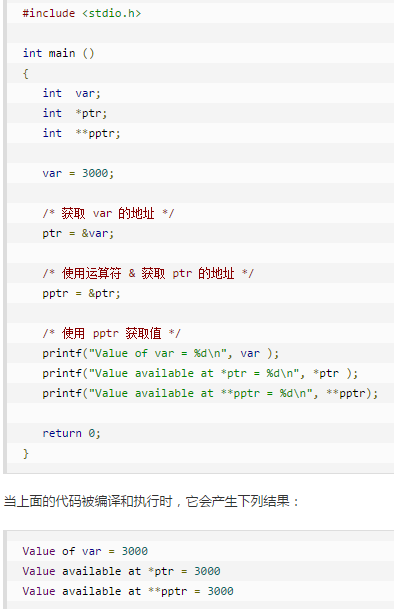 #include <stdio.h>
int main ()
{
int  var;
int  *ptr;
int  **pptr;
var = 3000;
/* 获取 var 的地址 */
ptr = &var;
/* 使用运算符 & 获取 ptr 的地址 */
pptr = &ptr;
/* 使用 pptr 获取值 */
printf("Value of var = %d\n", var );
printf("Value available at *ptr = %d\n", *ptr );
printf("Value available at **pptr = %d\n", **pptr);
return 0;
}
当上面的代码被编译和执行时，它会产生下列结果：
Value of var = 3000
Value available at *ptr = 3000
Value available at **pptr = 3000